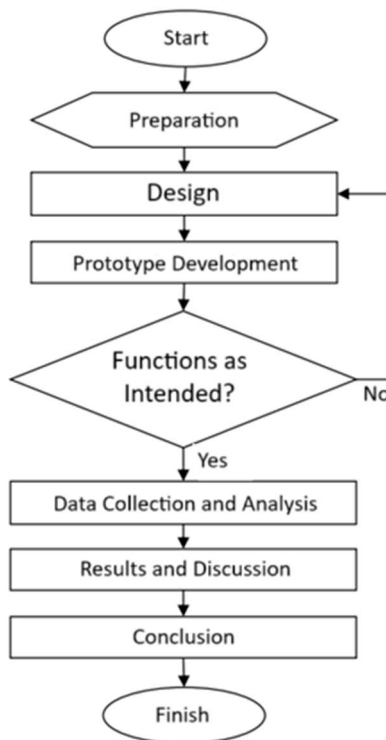 Start
Preparation
Design
Prototype Development
Functions as
Intended?
No
Yes
Data Collection and Analysis
Results and Discussion
Conclusion
Finish